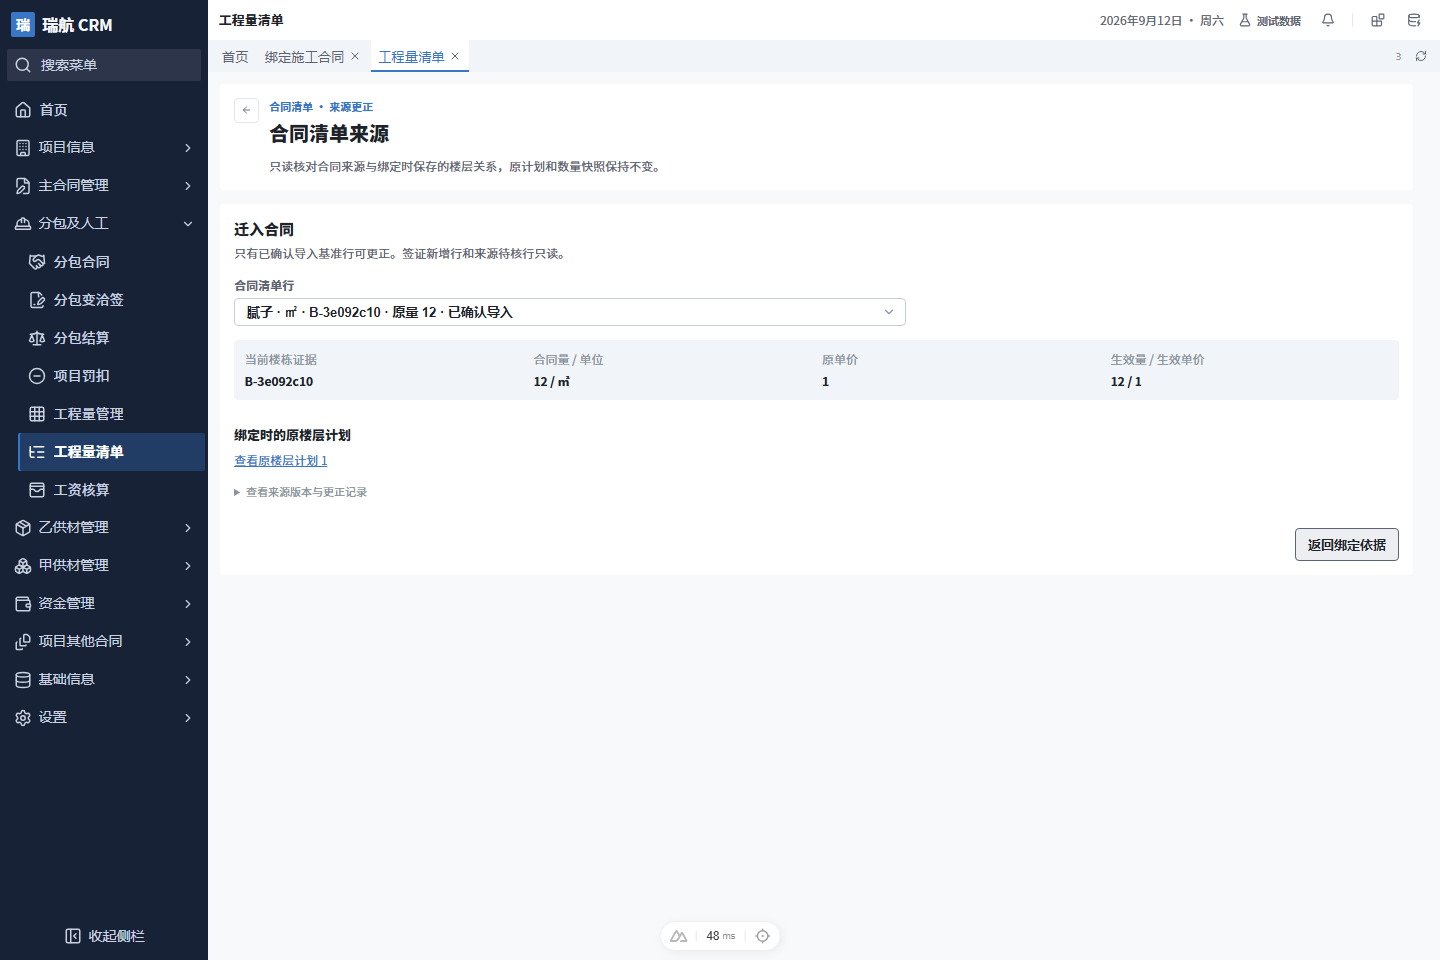 瑞 瑞航 CRM
搜索菜单
首页
项目信息
主合同管理
分包及人工
分包合同
分包变洽签
分包结算
项目罚扣
工程量管理
工程量清单
工资核算
乙供材管理
甲供材管理
资金管理
项目其他合同
基础信息
设置
收起侧栏
工程量清单
2026年9月12日 • 周六 测试数据
首页 绑定施工合同 工程量清单 3
合同清单 • 来源更正
合同清单来源
只读核对合同来源与绑定时保存的楼层关系，原计划和数量快照保持不变。
迁入合同
只有已确认导入基准行可更正。签证新增行和来源待核行只读。
合同清单行
腻子 · ㎡ · B-3e092c10 · 原量 12 · 已确认导入
当前楼栋证据 合同量 / 单位 原单价 生效量 / 生效单价
B-3e092c10 12 / ㎡ 1 12 / 1
绑定时的原楼层计划
查看原楼层计划 1
查看来源版本与更正记录
返回绑定依据
48 ms